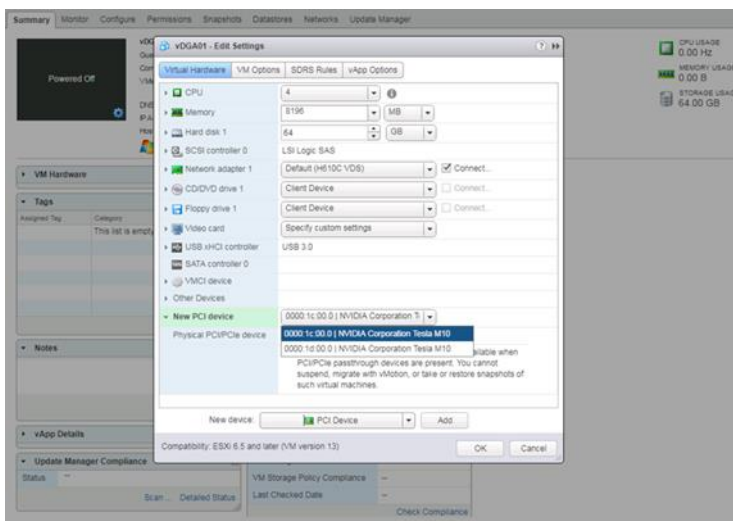 Summary Monitor Configure Permissions Snapshots Datastores Networks Update Manager
Powered Off
CPU USAGE
0.00 Hz
MEMORY USAGE
0.00 B
STORAGE USAGE
64.00 GB
vDGA01 - Edit Settings
Virtual Hardware VM Options SDRS Rules vApp Options
CPU 4
Memory 8196 MB
Hard disk 1 64 GB
SCSI controller 0 LSI Logic SAS
Network adapter 1 Default (H610C VDS) Connect...
CD/DVD drive 1 Client Device Connect...
Floppy drive 1 Client Device Connect...
Video card Specify custom settings
USB xHCI controller USB 3.0
SATA controller 0
VMCI device
Other Devices
New PCI device 0000:1c:00.0 | NVIDIA Corporation T
Physical PCI/PCIe device 0000:1c:00.0 | NVIDIA Corporation Tesla M10
0000:1d:00.0 | NVIDIA Corporation Tesla M10
when
PCI/PCIe passthrough devices are present. You cannot
suspend, migrate with vMotion, or take or restore snapshots of
such virtual machines.
New device: PCI Device Add
Compatibility: ESXi 6.5 and later (VM version 13) OK Cancel
VM Hardware
Tags
Assigned Tag Category
This list is empty
Notes
vApp Details
Update Manager Compliance
Status --
Scan... Detailed Status
VM Storage Policy Compliance --
Last Checked Date --
Check Compliance